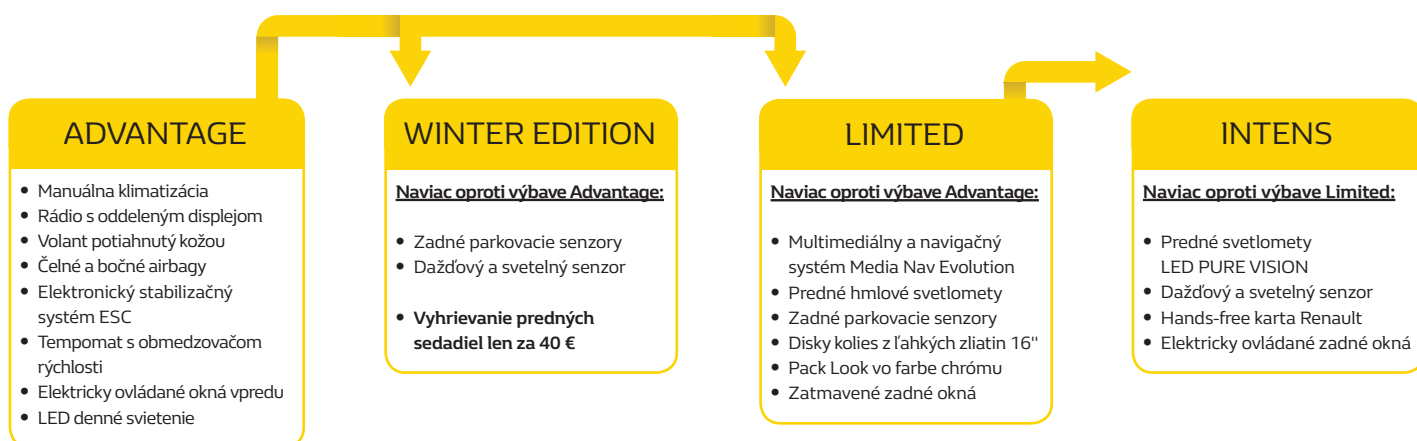 ADVANTAGE
• Manuálna klimatizácia
• Rádio s oddeleným displejom
• Volant potiahnutý kožou
• Čelné a bočné airbagy
• Elektronický stabilizačný
systém ESC
• Tempomat s obmedzovačom
rýchlosti
• Elektricky ovládané okná vpredu
• LED denné svietenie
WINTER EDITION
Naviac oproti výbave Advantage:
• Zadné parkovacie senzory
• Dažďový a svetelný senzor
• Vyhrievanie predných
sedadiel len za 40 €
LIMITED
Naviac oproti výbave Advantage:
• Multimediálny a navigačný
systém Media Nav Evolution
• Predné hmlové svetlomety
• Zadné parkovacie senzory
• Disky kolies z ľahkých zliatin 16"
• Pack Look vo farbe chrómu
• Zatmavené zadné okná
INTENS
Naviac oproti výbave Limited:
• Predné svetlomety
LED PURE VISION
• Dažďový a svetelný senzor
• Hands-free karta Renault
• Elektricky ovládané zadné okná